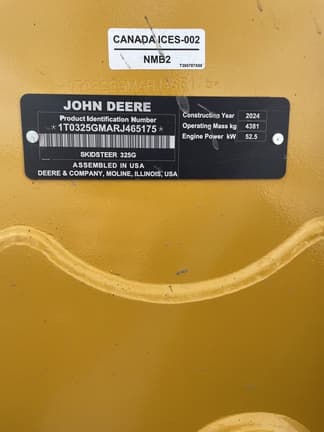 CANADA ICES-002
NMB2
JOHN DEERE
Product Identification Number
*1T0325GMARJ465175*
SKIDSTEER 325G
ASSEMBLED IN USA
DEERE & COMPANY, MOLINE, ILLINOIS, USA
Construction Year 2024
Operating Mass kg 4381
Engine Power kW 52.5